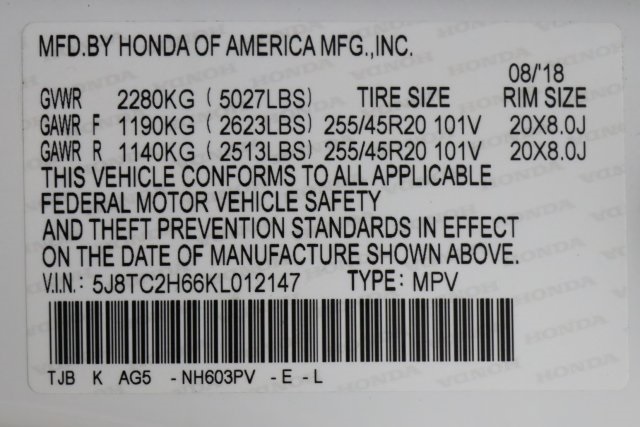 MFD.BY HONDA OF AMERICA MFG.,INC.
08/'18
GVWR 2280KG ( 5027LBS) TIRE SIZE RIM SIZE
GAWR F 1190KG ( 2623LBS) 255/45R20 101V 20X8.0J
GAWR R 1140KG ( 2513LBS) 255/45R20 101V 20X8.0J
THIS VEHICLE CONFORMS TO ALL APPLICABLE
FEDERAL MOTOR VEHICLE SAFETY
AND THEFT PREVENTION STANDARDS IN EFFECT
ON THE DATE OF MANUFACTURE SHOWN ABOVE.
V.I.N.: 5J8TC2H66KL012147 TYPE: MPV
TJB K AG5 -NH603PV -E -L